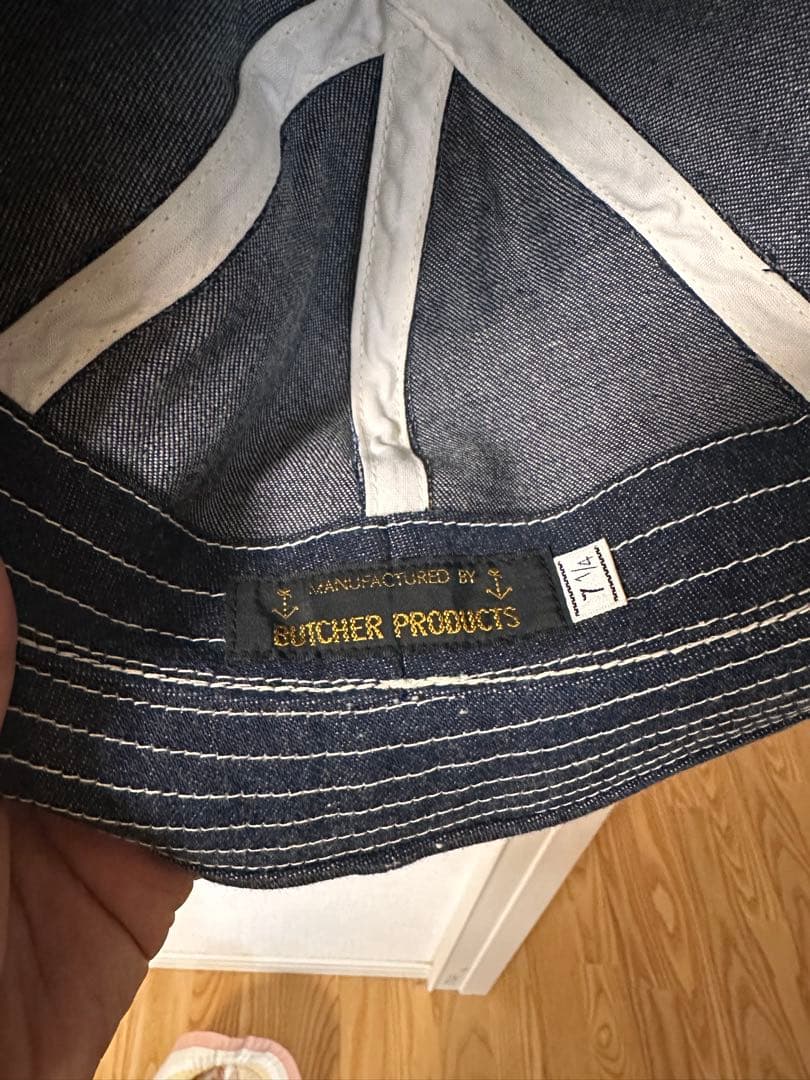 MANUFACTURED BY
BUTCHER PRODUCTS
7 1/4